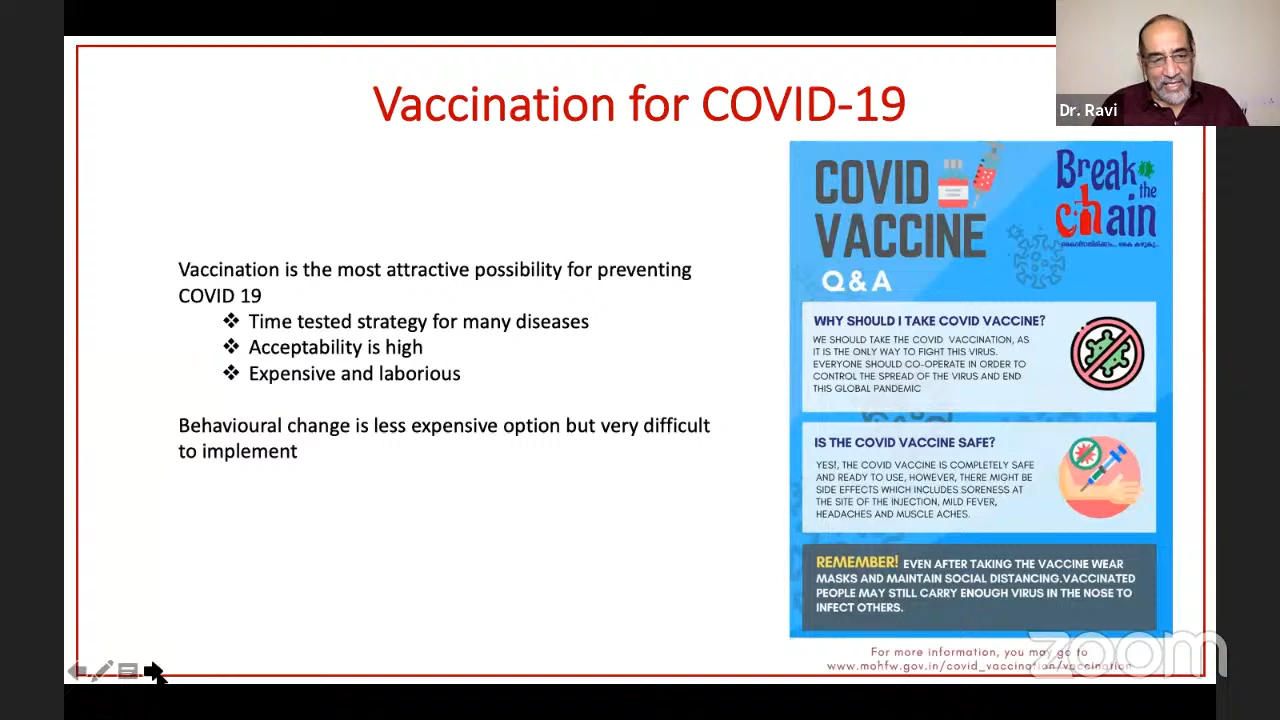 Vaccination for COVID-19
Dr. Ravi
Vaccination is the most attractive possibility for preventing
COVID 19
❖ Time tested strategy for many diseases
❖ Acceptability is high
❖ Expensive and laborious
Behavioural change is less expensive option but very difficult
to implement
COVID
VACCINE
Q & A
Break
the
chain
WHY SHOULD I TAKE COVID VACCINE?
WE SHOULD TAKE THE COVID VACCINATION, AS
IT IS THE ONLY WAY TO FIGHT THIS VIRUS.
EVERYONE SHOULD CO-OPERATE IN ORDER TO
CONTROL THE SPREAD OF THE VIRUS AND END
THIS GLOBAL PANDEMIC
IS THE COVID VACCINE SAFE?
YES!, THE COVID VACCINE IS COMPLETELY SAFE
AND READY TO USE, HOWEVER, THERE MIGHT BE
SIDE EFFECTS WHICH INCLUDES SORENESS AT
THE SITE OF THE INJECTION, MILD FEVER,
HEADACHES AND MUSCLE ACHES.
REMEMBER! EVEN AFTER TAKING THE VACCINE WEAR
MASKS AND MAINTAIN SOCIAL DISTANCING.VACCINATED
PEOPLE MAY STILL CARRY ENOUGH VIRUS IN THE NOSE TO
INFECT OTHERS.
For more information, you may go to
www.mohfw.gov.in/covid_vaccination/vaccination
zoom